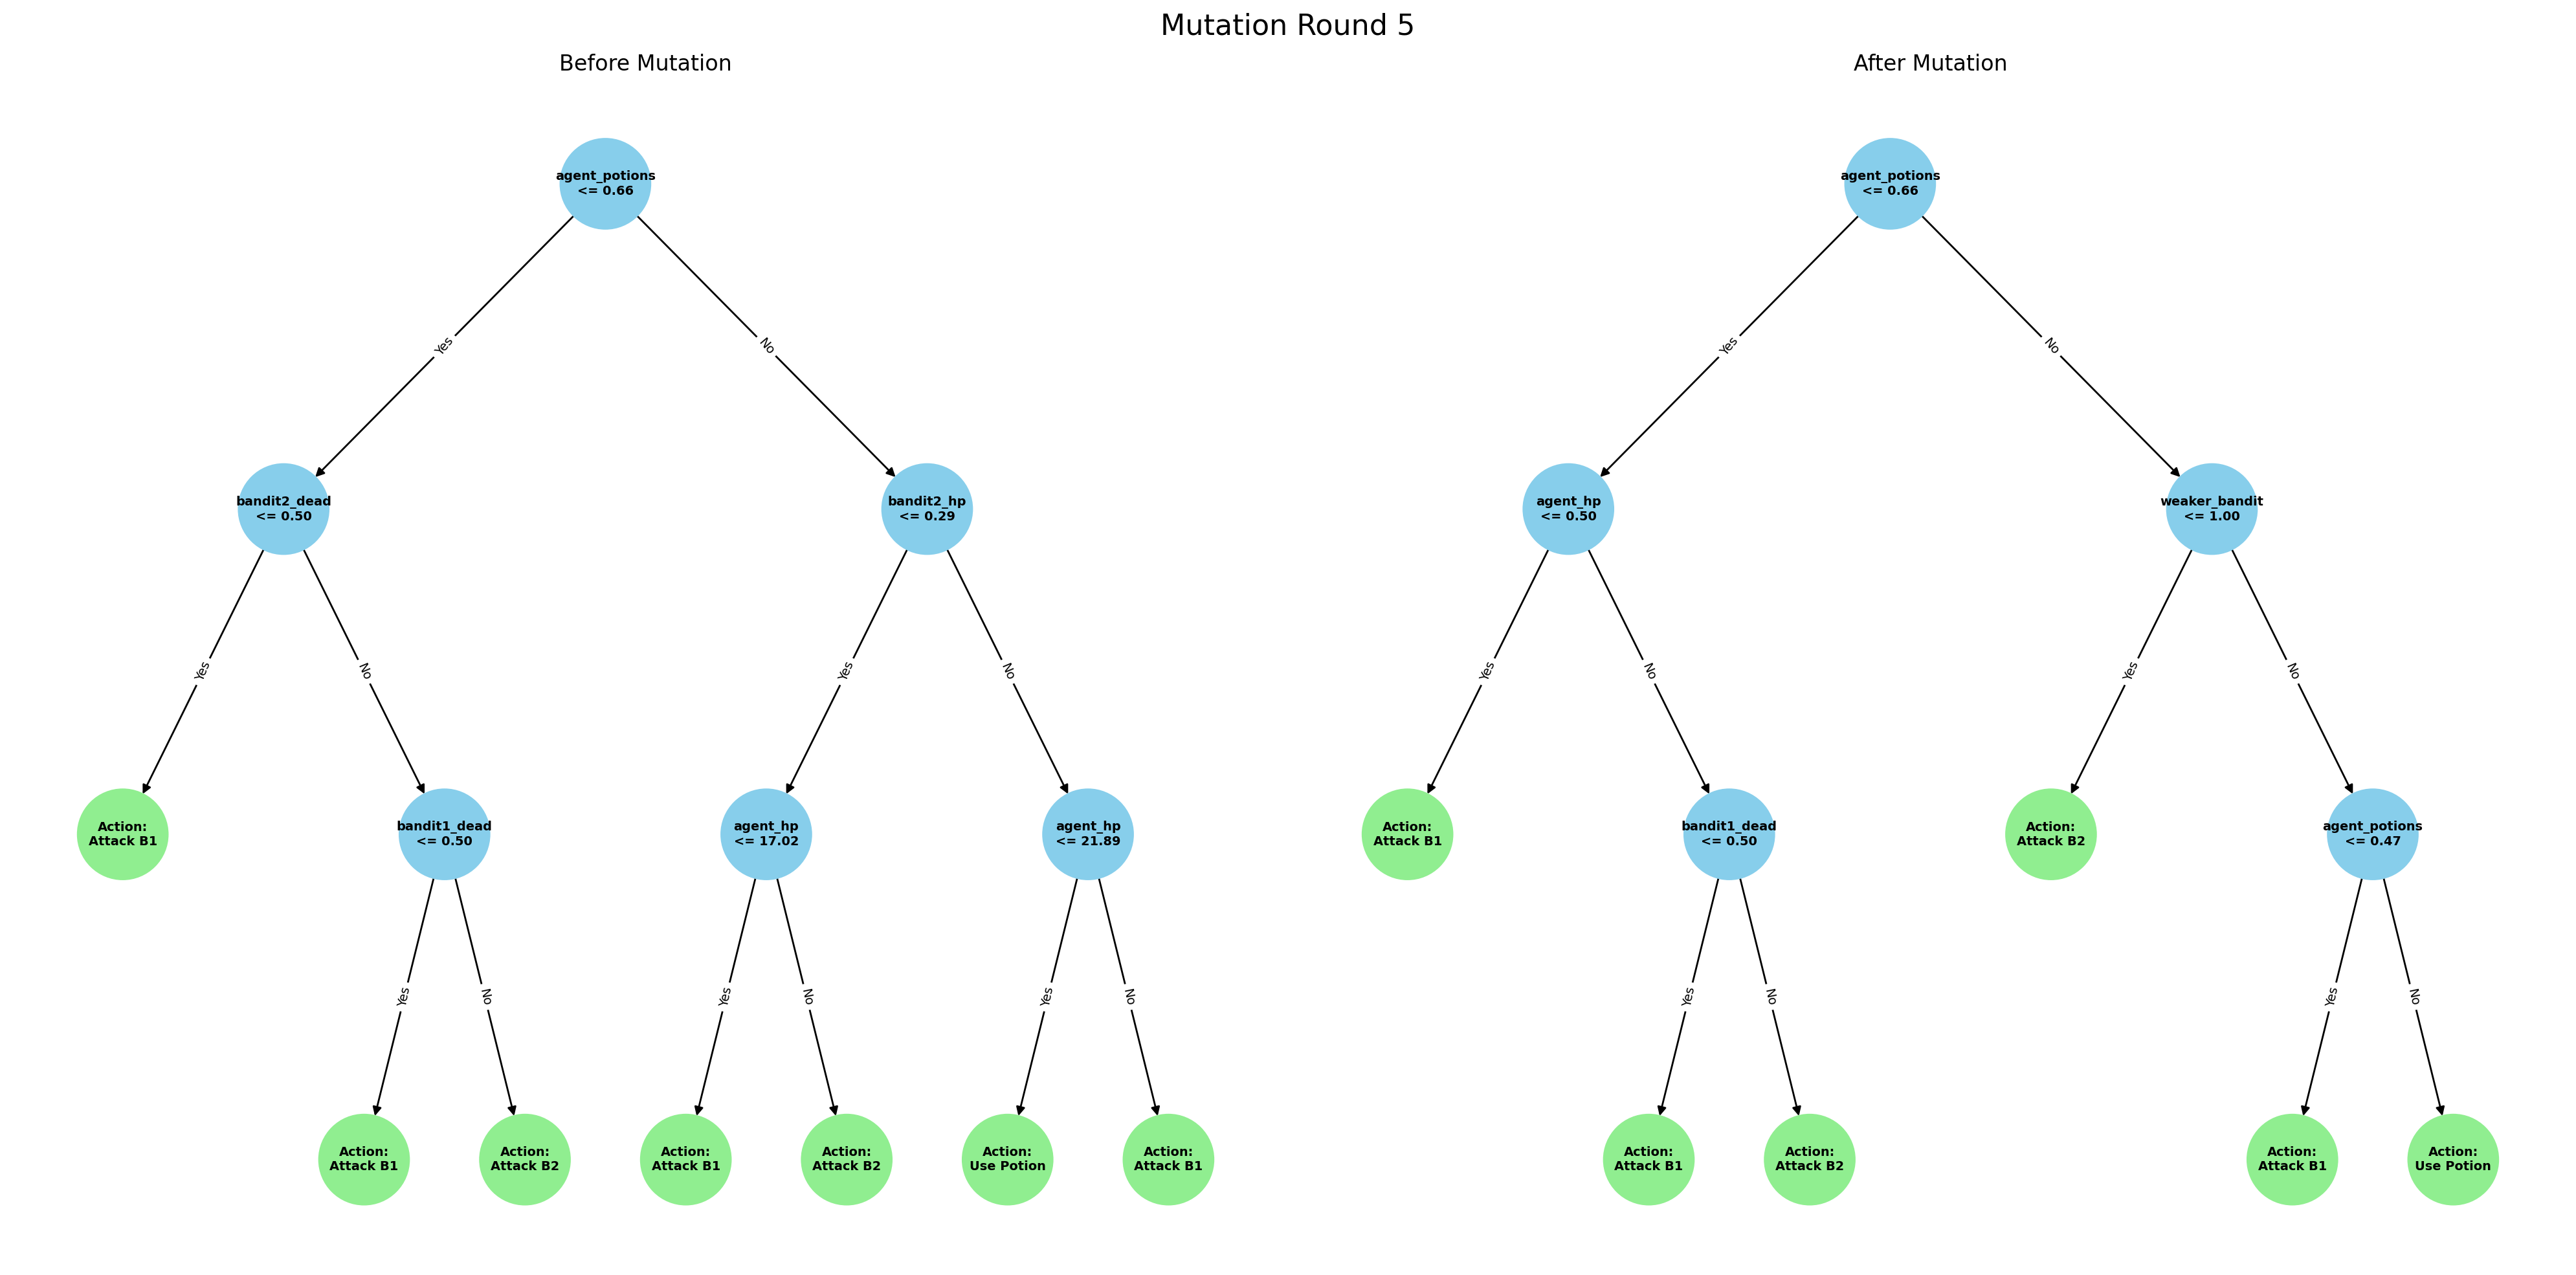 Mutation Round 5
Before Mutation
agent_potions
<= 0.66
Yes
No
bandit2_dead
<= 0.50
bandit2_hp
<= 0.29
Yes
No
Yes
No
Action:
Attack B1
bandit1_dead
<= 0.50
agent_hp
<= 17.02
agent_hp
<= 21.89
Yes
No
Yes
No
Yes
No
Action:
Attack B1
Action:
Attack B2
Action:
Attack B1
Action:
Attack B2
Action:
Use Potion
Action:
Attack B1
After Mutation
agent_potions
<= 0.66
Yes
No
agent_hp
<= 0.50
weaker_bandit
<= 1.00
Yes
No
Yes
No
Action:
Attack B1
bandit1_dead
<= 0.50
Action:
Attack B2
agent_potions
<= 0.47
Yes
No
Yes
No
Action:
Attack B1
Action:
Attack B2
Action:
Attack B1
Action:
Use Potion